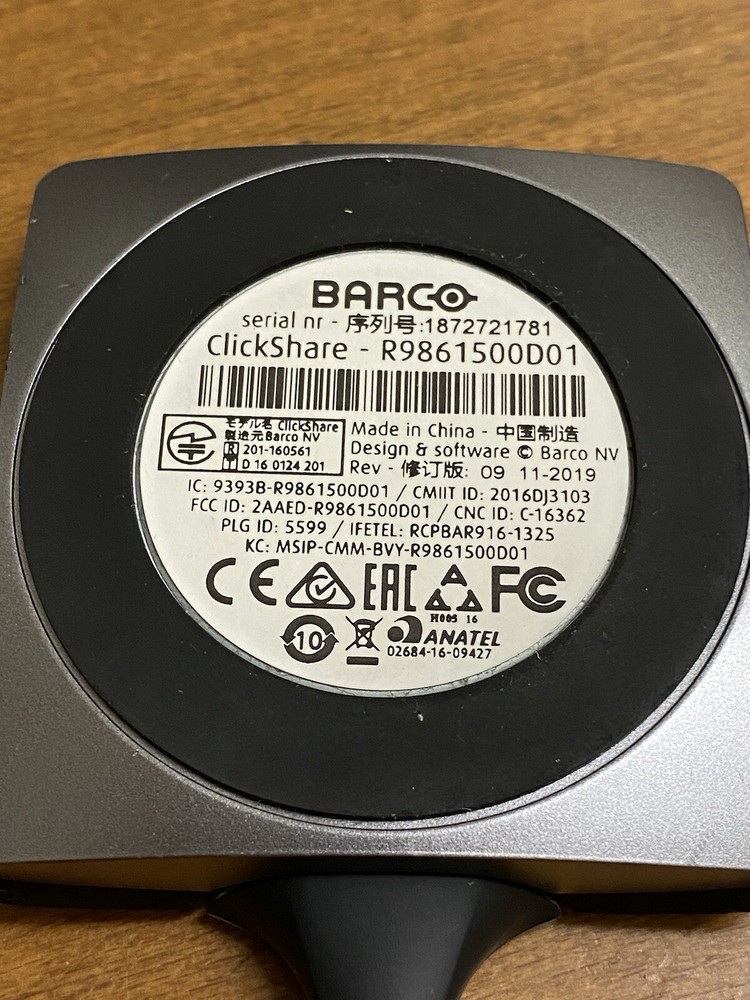 BARCO
serial nr - 序列号:1872721781
ClickShare - R9861500D01
モデル名 ClickShare
製造元 Barco NV
R 201-160561
T D 16 0124 201
Made in China - 中国制造
Design & software © Barco NV
Rev - 修订版: 09 11-2019
IC: 9393B-R9861500D01 / CMIIT ID: 2016DJ3103
FCC ID: 2AAED-R9861500D01 / CNC ID: C-16362
PLG ID: 5599 / IFETEL: RCPBAR916-1325
KC: MSIP-CMM-BVY-R9861500D01
CE EAC FC
H005 16
10 ANATEL
02684-16-09427